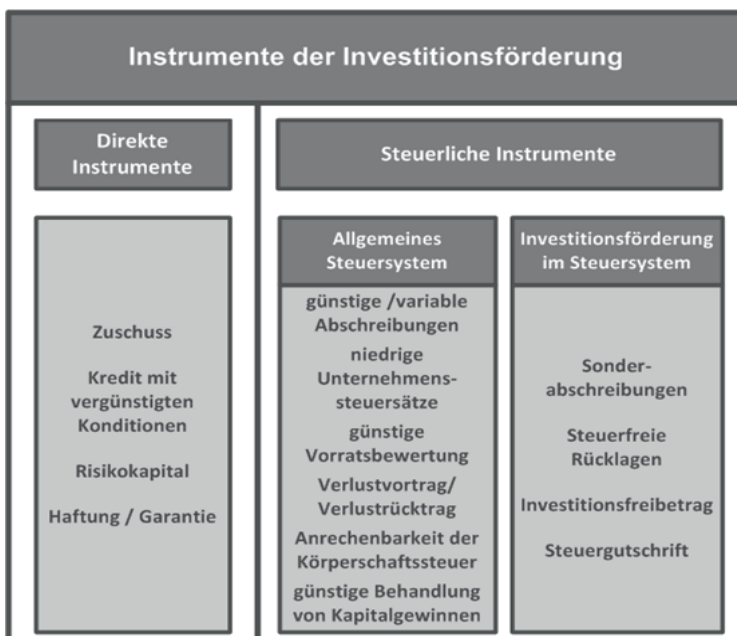 Instrumente der Investitionsförderung
Direkte
Instrumente
Zuschuss
Kredit mit
vergünstigten
Konditionen
Risikokapital
Haftung / Garantie
Steuerliche Instrumente
Allgemeines
Steuersystem
günstige /variable
Abschreibungen
niedrige
Unternehmens-
steuersätze
günstige
Vorratsbewertung
Verlustvortrag/
Verlustrücktrag
Anrechenbarkeit der
Körperschaftssteuer
günstige Behandlung
von Kapitalgewinnen
Investitionsförderung
im Steuersystem
Sonder-
abschreibungen
Steuerfreie
Rücklagen
Investitionsfreibetrag
Steuergutschrift